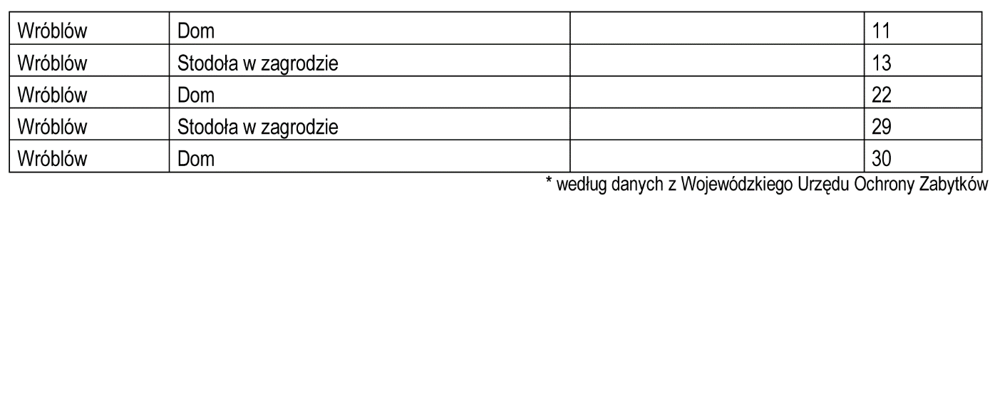 Wróblów Dom 11
Wróblów Stodoła w zagrodzie 13
Wróblów Dom 22
Wróblów Stodoła w zagrodzie 29
Wróblów Dom 30
* według danych z Wojewódzkiego Urzędu Ochrony Zabytków